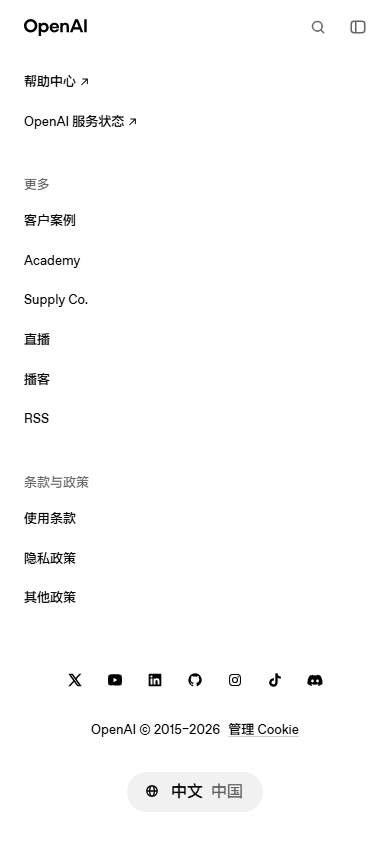 OpenAI
帮助中心 ↗
OpenAI 服务状态 ↗
更多
客户案例
Academy
Supply Co.
直播
播客
RSS
条款与政策
使用条款
隐私政策
其他政策
OpenAI © 2015–2026 管理 Cookie
中文 中国